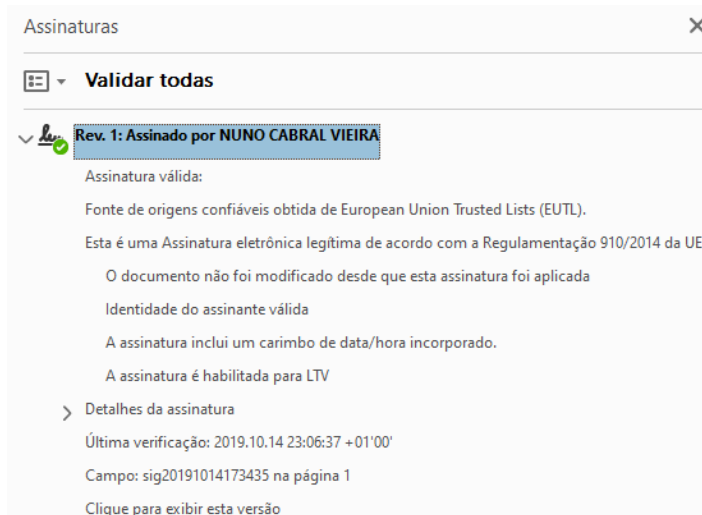 Assinaturas
Validar todas
Rev. 1: Assinado por NUNO CABRAL VIEIRA
Assinatura válida:
Fonte de origens confiáveis obtida de European Union Trusted Lists (EUTL).
Esta é uma Assinatura eletrônica legítima de acordo com a Regulamentação 910/2014 da UE
O documento não foi modificado desde que esta assinatura foi aplicada
Identidade do assinante válida
A assinatura inclui um carimbo de data/hora incorporado.
A assinatura é habilitada para LTV
Detalhes da assinatura
Última verificação: 2019.10.14 23:06:37 +01'00'
Campo: sig20191014173435 na página 1
Clique para exibir esta versão